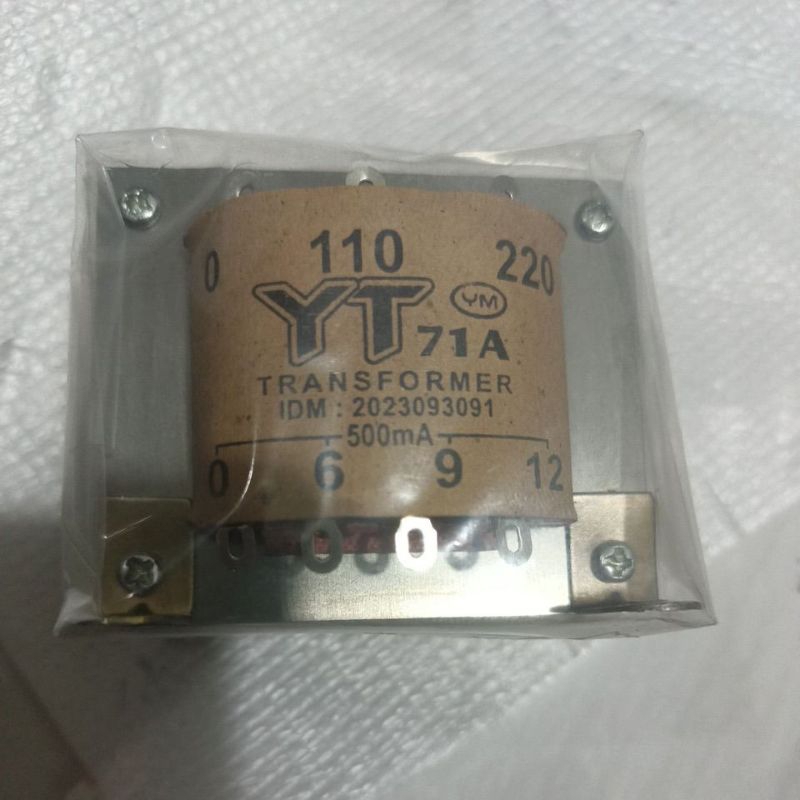 0 110 220
YT 71A YM
TRANSFORMER
IDM : 2023093091
500mA
0 6 9 12